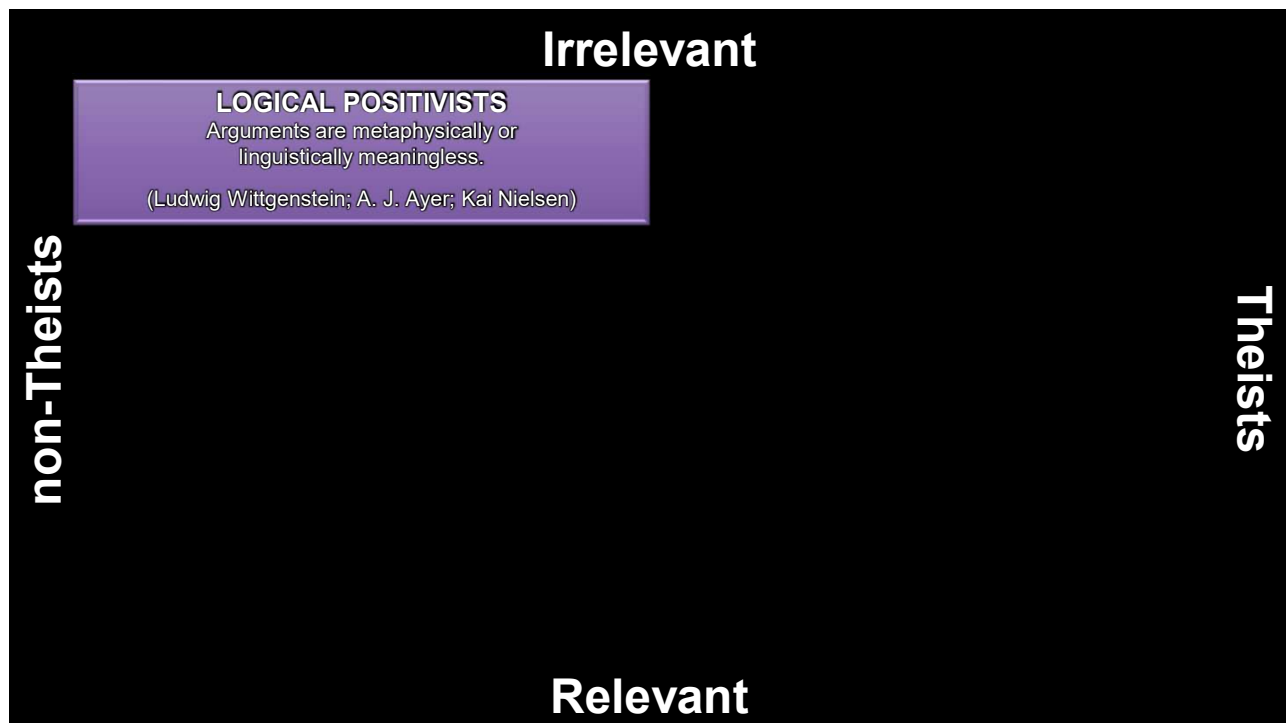 Irrelevant
LOGICAL POSITIVISTS
Arguments are metaphysically or
linguistically meaningless.
(Ludwig Wittgenstein; A. J. Ayer; Kai Nielsen)
non-Theists
Theists
Relevant